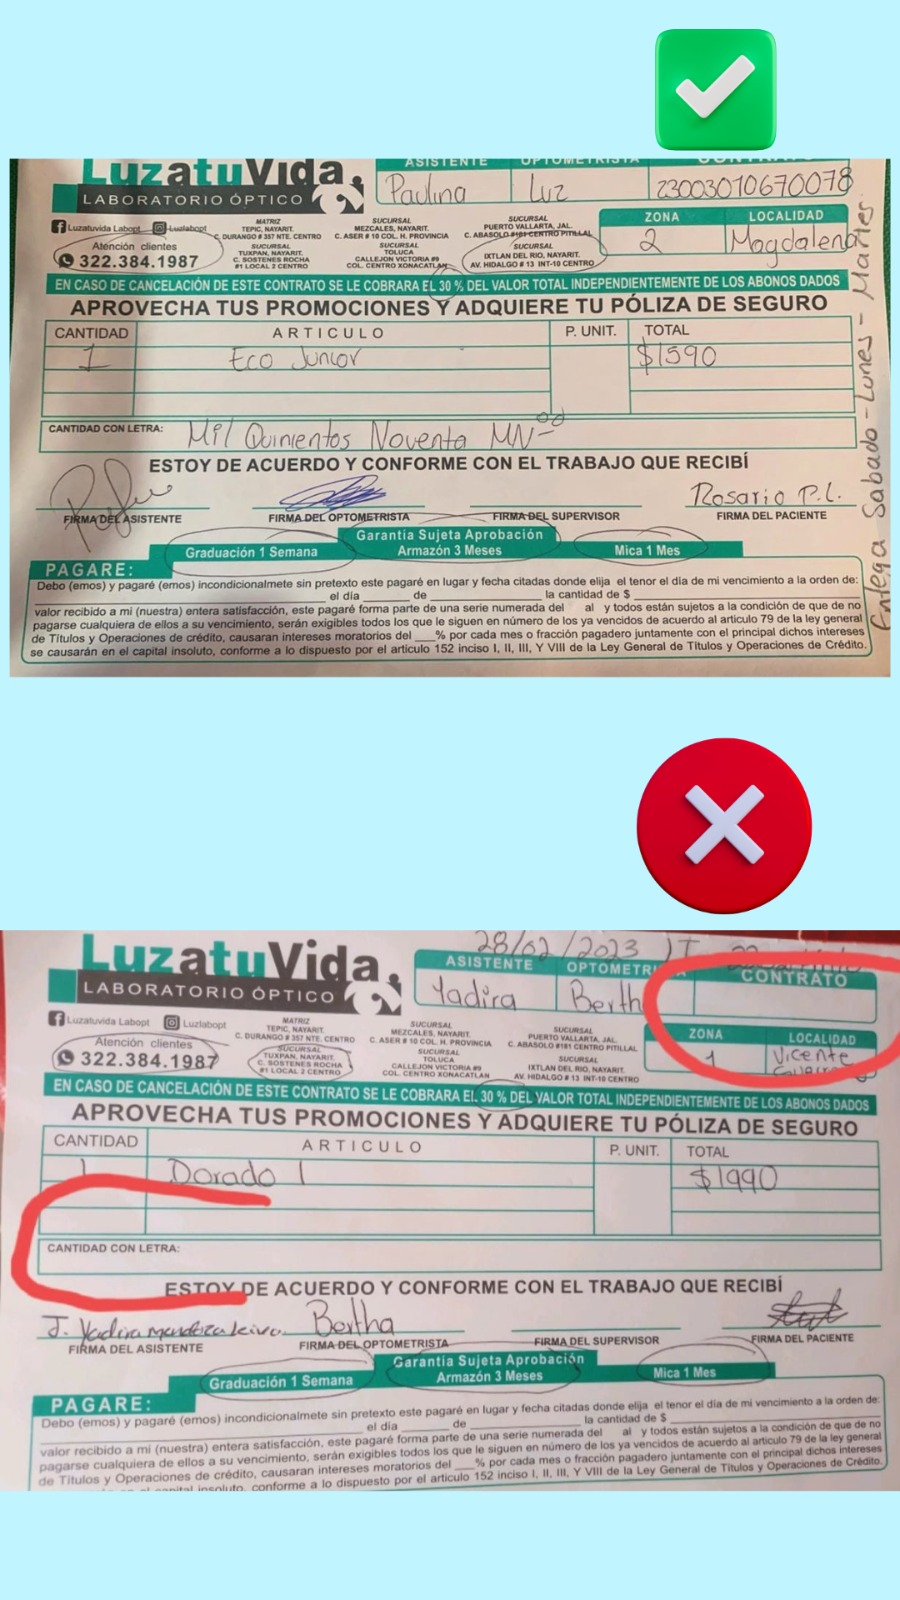 LuzatuVida.
LABORATORIO ÓPTICO
ASISTENTE OPTOMETRISTA CONTRATO
Paulina Luz 23003010670078
Luzatuvida Labopt Luzlabopt
Atención clientes
322.384.1987
MATRIZ
TEPIC, NAYARIT.
C. DURANGO # 357 NTE. CENTRO
SUCURSAL
TUXPAN, NAYARIT.
C. SOSTENES ROCHA
#1 LOCAL 2 CENTRO
SUCURSAL
MEZCALES, NAYARIT.
C. ASER # 10 COL. H. PROVINCIA
SUCURSAL
TOLUCA
CALLEJON VICTORIA #9
COL. CENTRO XONACATLAN
SUCURSAL
PUERTO VALLARTA, JAL.
C. ABASOLO #181 CENTRO PITILLAL
SUCURSAL
IXTLAN DEL RIO, NAYARIT.
AV. HIDALGO # 13 INT-10 CENTRO
ZONA LOCALIDAD
2 Magdalena
EN CASO DE CANCELACIÓN DE ESTE CONTRATO SE LE COBRARA EL 30 % DEL VALOR TOTAL INDEPENDIENTEMENTE DE LOS ABONOS DADOS
APROVECHA TUS PROMOCIONES Y ADQUIERE TU PÓLIZA DE SEGURO
CANTIDAD ARTICULO P. UNIT. TOTAL
1 Eco Junior $1590
CANTIDAD CON LETRA: Mil Quinientos Noventa MN
ESTOY DE ACUERDO Y CONFORME CON EL TRABAJO QUE RECIBÍ
Rosario P.L.
FIRMA DEL ASISTENTE FIRMA DEL OPTOMETRISTA FIRMA DEL SUPERVISOR FIRMA DEL PACIENTE
Graduación 1 Semana
Garantia Sujeta Aprobación
Armazón 3 Meses
Mica 1 Mes
PAGARE:
Debo (emos) y pagaré (emos) incondicionalmete sin pretexto este pagaré en lugar y fecha citadas donde elija el tenor el día de mi vencimiento a la orden de:
el día de la cantidad de $
valor recibido a mi (nuestra) entera satisfacción, este pagaré forma parte de una serie numerada del al y todos están sujetos a la condición de que de no
pagarse cualquiera de ellos a su vencimiento, serán exigibles todos los que le siguen en número de los ya vencidos de acuerdo al articulo 79 de la ley general
de Títulos y Operaciones de crédito, causaran intereses moratorios del ___% por cada mes o fracción pagadero juntamente con el principal dichos intereses
se causarán en el capital insoluto, conforme a lo dispuesto por el articulo 152 inciso I, II, III, Y VIII de la Ley General de Titulos y Operaciones de Crédito.
Entega Sabado - Lunes - Martes
28/02/2023
LuzatuVida.
LABORATORIO ÓPTICO
ASISTENTE OPTOMETRI CONTRATO
Yadira Berth
Luzatuvida Labopt Luzlabopt
Atención clientes
322.384.1987
MATRIZ
TEPIC, NAYARIT.
C. DURANGO # 357 NTE. CENTRO
SUCURSAL
TUXPAN, NAYARIT.
C. SOSTENES ROCHA
#1 LOCAL 2 CENTRO
SUCURSAL
MEZCALES, NAYARIT.
C. ASER # 10 COL. H. PROVINCIA
SUCURSAL
TOLUCA
CALLEJON VICTORIA #9
COL. CENTRO XONACATLAN
SUCURSAL
PUERTO VALLARTA, JAL.
C. ABASOLO #181 CENTRO PITILLAL
SUCURSAL
IXTLAN DEL RIO, NAYARIT.
AV. HIDALGO # 13 INT-10 CENTRO
ZONA LOCALIDAD
1 Vicente
EN CASO DE CANCELACIÓN DE ESTE CONTRATO SE LE COBRARA EL 30 % DEL VALOR TOTAL INDEPENDIENTEMENTE DE LOS ABONOS DADOS
APROVECHA TUS PROMOCIONES Y ADQUIERE TU PÓLIZA DE SEGURO
CANTIDAD ARTICULO P. UNIT. TOTAL
1 Dorado 1 $1990
CANTIDAD CON LETRA:
ESTOY DE ACUERDO Y CONFORME CON EL TRABAJO QUE RECIBÍ
J. Yadira Bertha
FIRMA DEL ASISTENTE FIRMA DEL OPTOMETRISTA FIRMA DEL SUPERVISOR FIRMA DEL PACIENTE
Graduación 1 Semana
Garantia Sujeta Aprobación
Armazón 3 Meses
Mica 1 Mes
PAGARE:
Debo (emos) y pagaré (emos) incondicionalmete sin pretexto este pagaré en lugar y fecha citadas donde elija el tenor el día de mi vencimiento a la orden de:
el día de la cantidad de $
valor recibido a mi (nuestra) entera satisfacción, este pagaré forma parte de una serie numerada del al y todos están sujetos a la condición de que de no
pagarse cualquiera de ellos a su vencimiento, serán exigibles todos los que le siguen en número de los ya vencidos de acuerdo al articulo 79 de la ley general
de Títulos y Operaciones de crédito, causaran intereses moratorios del ___% por cada mes o fracción pagadero juntamente con el principal dichos intereses
capital insoluto, conforme a lo dispuesto por el articulo 152 inciso I, II, III, Y VIII de la Ley General de Titulos y Operaciones de Crédito.